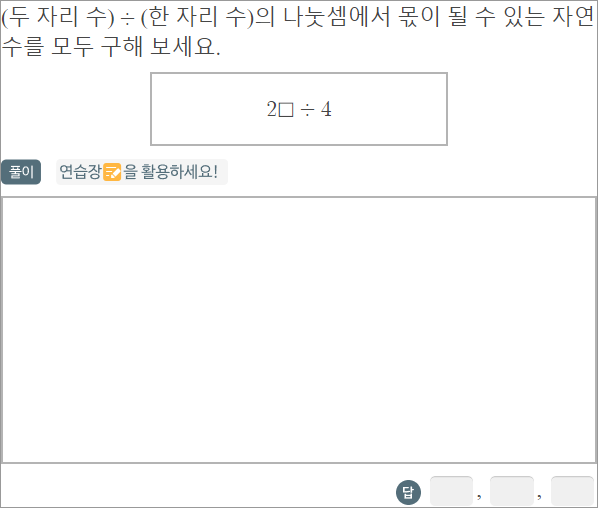 (두 자리 수) ÷ (한 자리 수)의 나눗셈에서 몫이 될 수 있는 자연
수를 모두 구해 보세요.
2□ ÷ 4
풀이 연습장을 활용하세요!
답 , ,